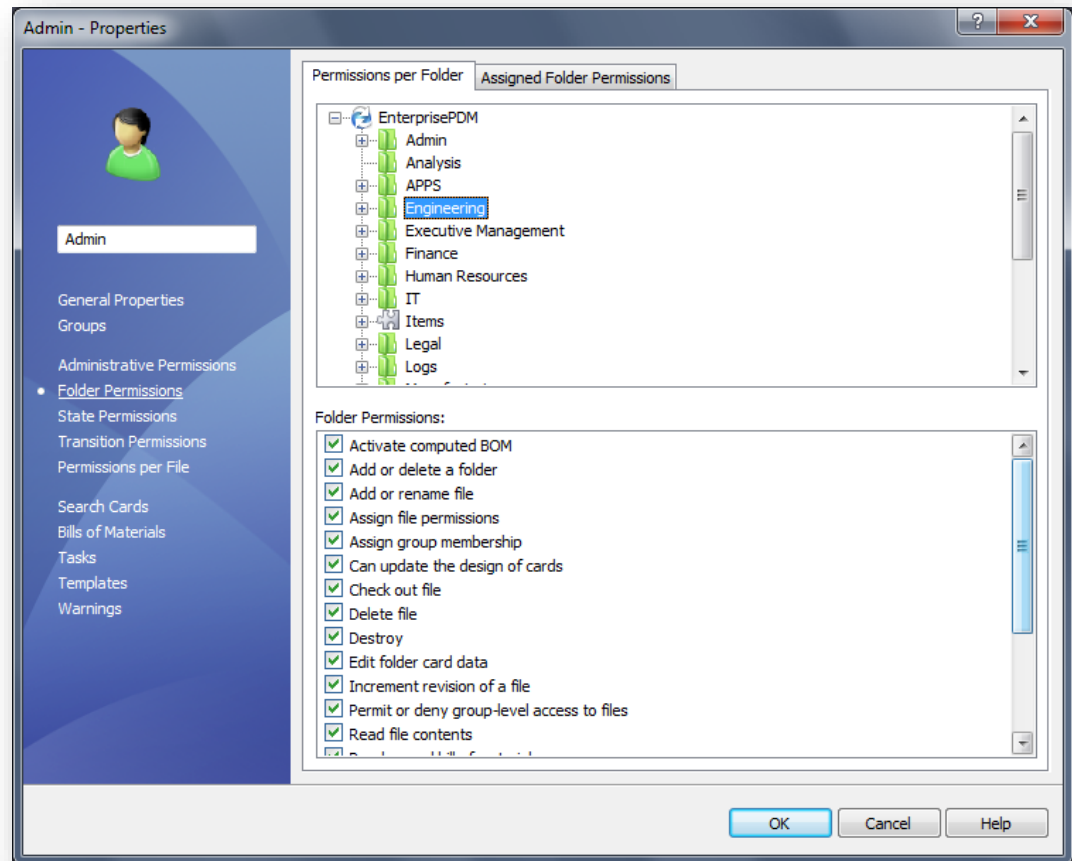 Admin - Properties
Admin
General Properties
Groups
Administrative Permissions
Folder Permissions
State Permissions
Transition Permissions
Permissions per File
Search Cards
Bills of Materials
Tasks
Templates
Warnings
Permissions per Folder Assigned Folder Permissions
EnterprisePDM
Admin
Analysis
APPS
Engineering
Executive Management
Finance
Human Resources
IT
Items
Legal
Logs
Folder Permissions:
Activate computed BOM
Add or delete a folder
Add or rename file
Assign file permissions
Assign group membership
Can update the design of cards
Check out file
Delete file
Destroy
Edit folder card data
Increment revision of a file
Permit or deny group-level access to files
Read file contents
OK Cancel Help